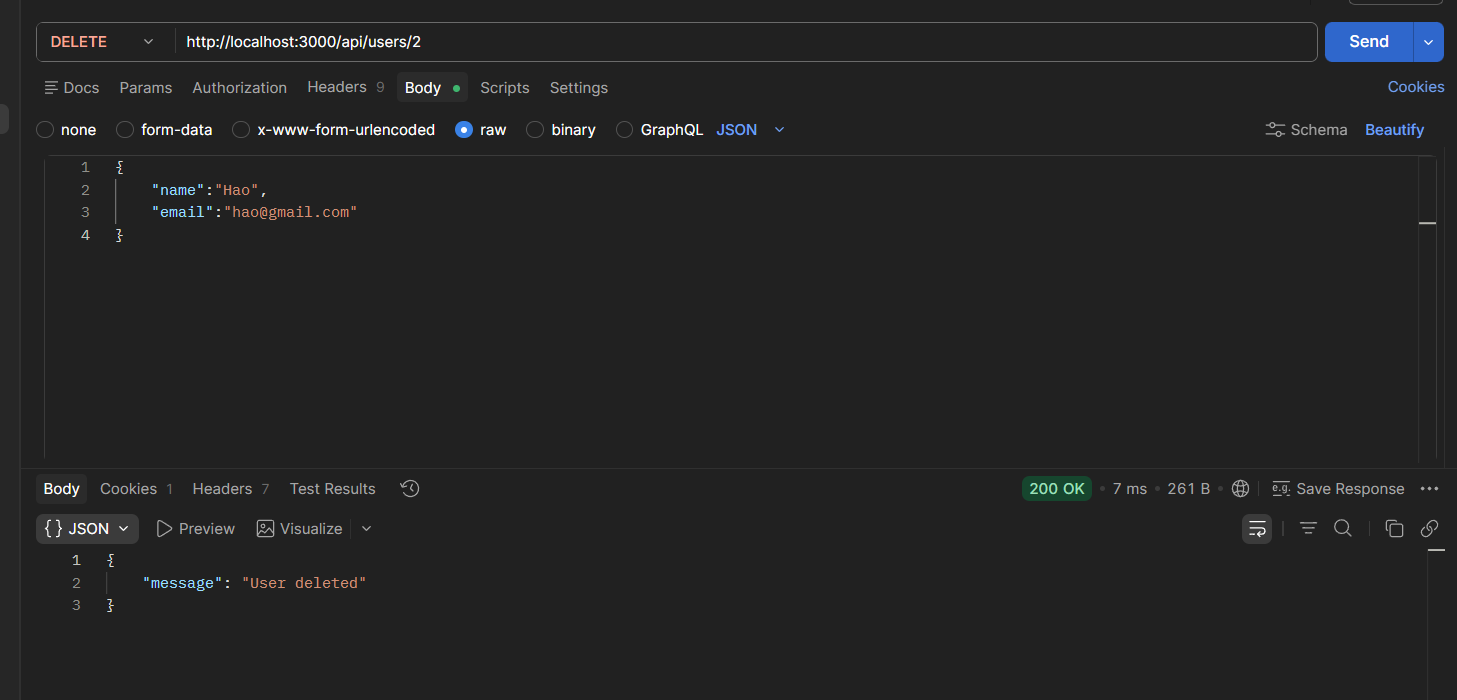 DELETE http://localhost:3000/api/users/2 Send
Docs Params Authorization Headers 9 Body Scripts Settings Cookies
none form-data x-www-form-urlencoded raw binary GraphQL JSON Schema Beautify
1 {
2 "name":"Hao",
3 "email":"hao@gmail.com"
4 }
Body Cookies 1 Headers 7 Test Results 200 OK • 7 ms • 261 B • e.g. Save Response
{} JSON Preview Visualize
1 {
2 "message": "User deleted"
3 }